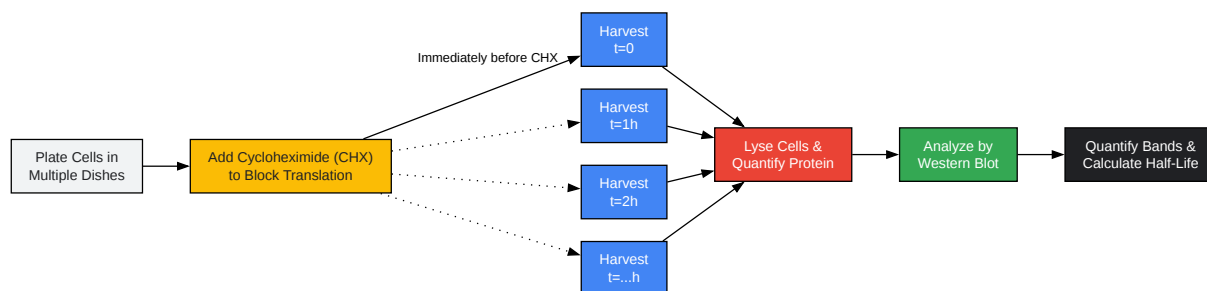 Plate Cells in
Multiple Dishes
Add Cycloheximide (CHX)
to Block Translation
Immediately before CHX
Harvest
t=0
Harvest
t=1h
Harvest
t=2h
Harvest
t=...h
Lyse Cells &
Quantify Protein
Analyze by
Western Blot
Quantify Bands &
Calculate Half-Life